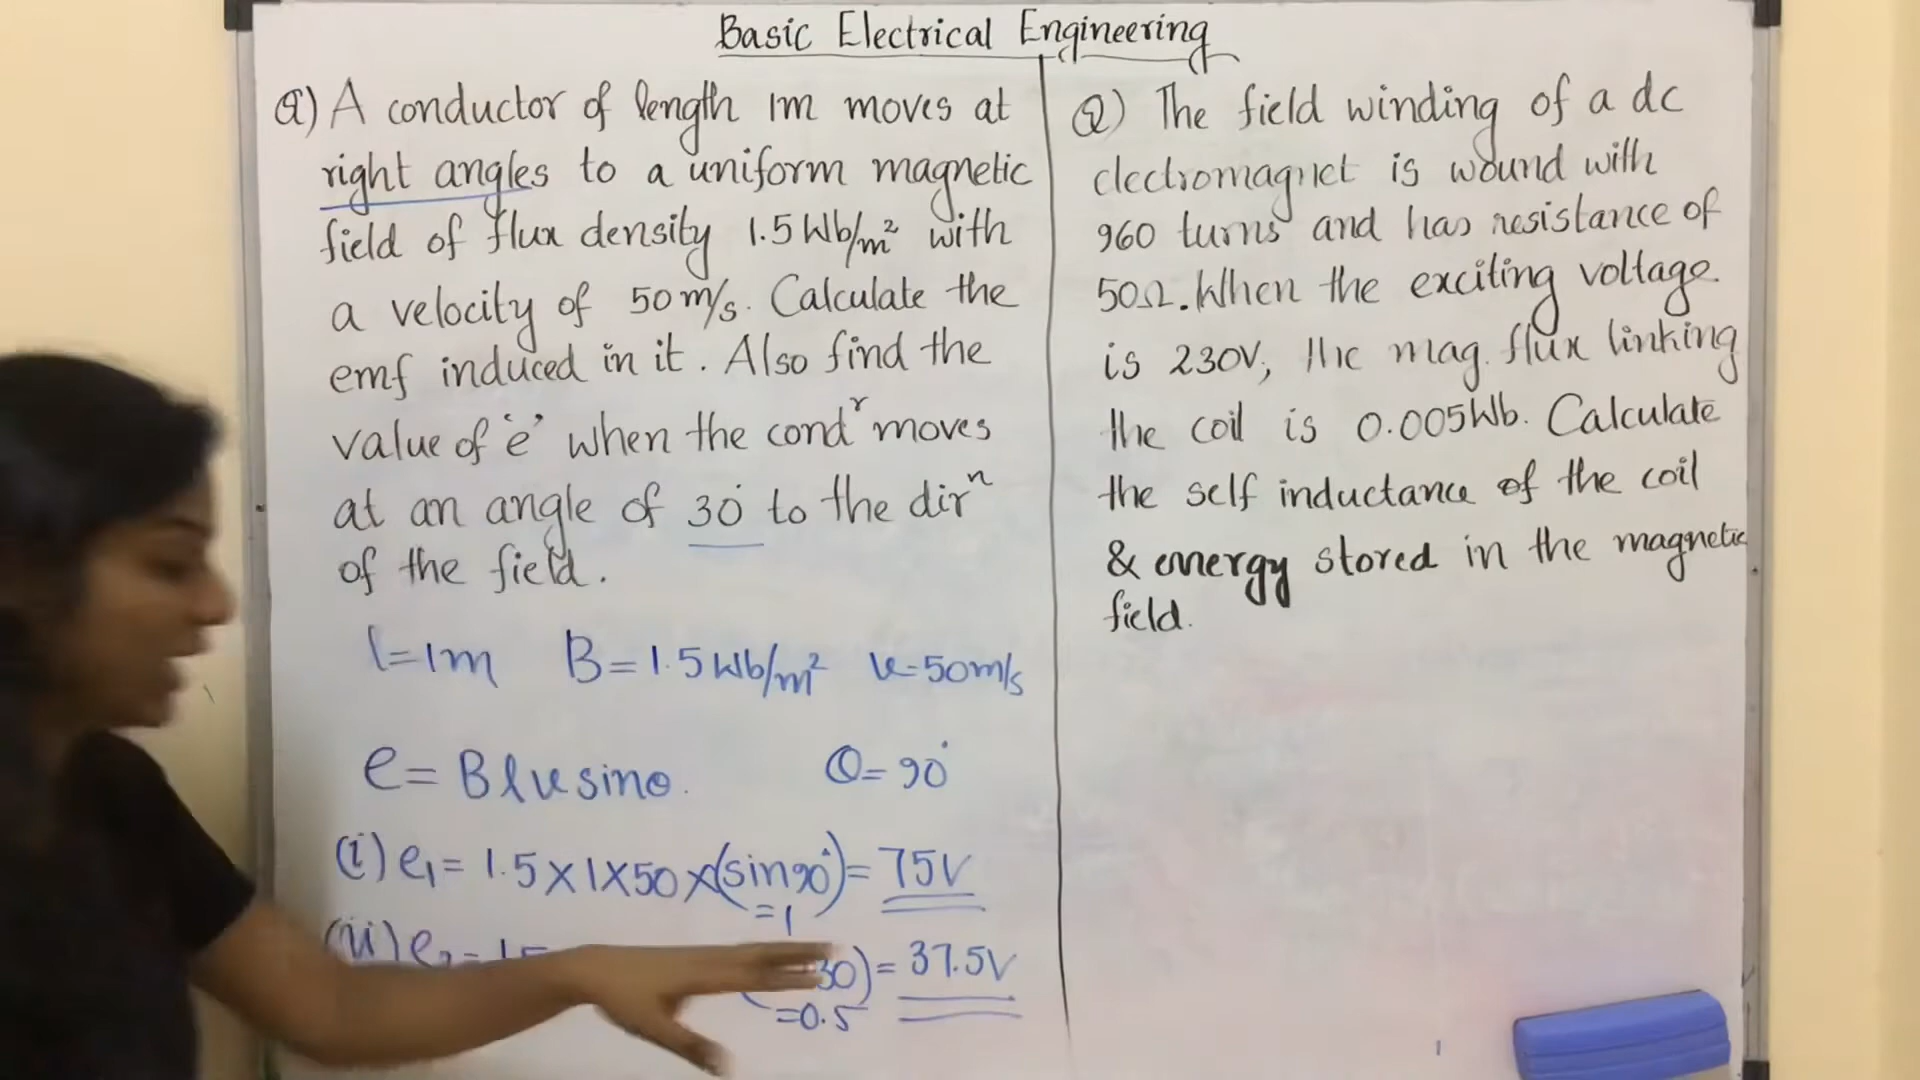 Basic Electrical Engineering
Q) A conductor of length 1m moves at
right angles to a uniform magnetic
field of flux density 1.5 Wb/m² with
a velocity of 50 m/s. Calculate the
emf induced in it. Also find the
value of 'e' when the condʳ moves
at an angle of 30° to the dirⁿ
of the field.
l=1m B=1.5 Wb/m² v=50m/s
e= Blv sinθ. θ=90°
(i) e₁= 1.5×1×50×(sin90°)= 75V
=1
(ii) e₂= 30)= 37.5V
=0.5
Q) The field winding of a dc
electromagnet is wound with
960 turns and has resistance of
50Ω. When the exciting voltage
is 230V, the mag. flux linking
the coil is 0.005Wb. Calculate
the self inductance of the coil
& energy stored in the magnetic
field.